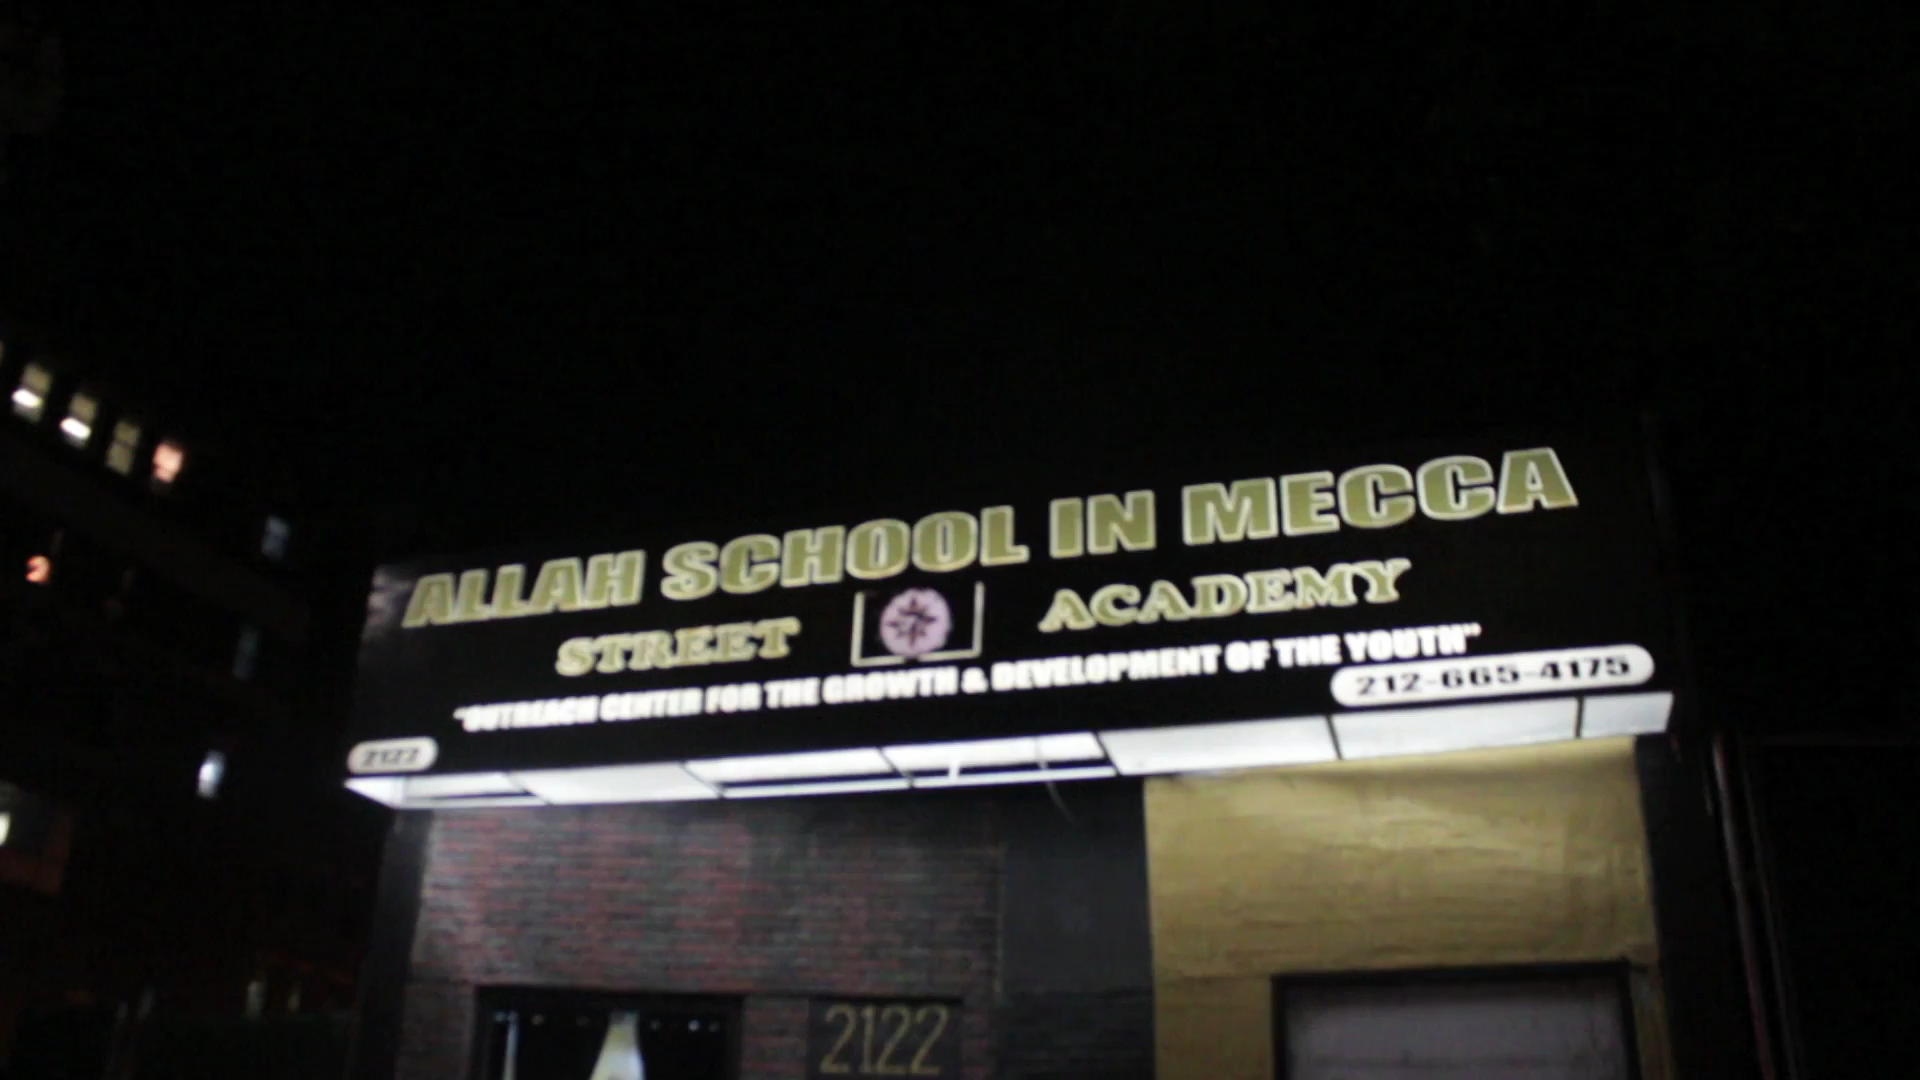 ALLAH SCHOOL IN MECCA
STREET ACADEMY
"OUTREACH CENTER FOR THE GROWTH & DEVELOPMENT OF THE YOUTH"
212-665-4175
2122
2122